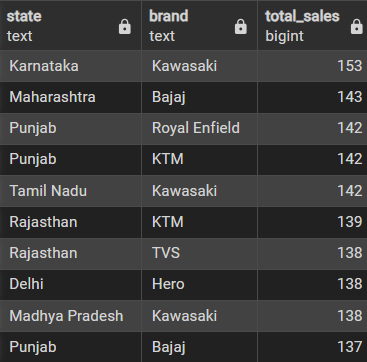 state brand total_sales
text text bigint
Karnataka Kawasaki 153
Maharashtra Bajaj 143
Punjab Royal Enfield 142
Punjab KTM 142
Tamil Nadu Kawasaki 142
Rajasthan KTM 139
Rajasthan TVS 138
Delhi Hero 138
Madhya Pradesh Kawasaki 138
Punjab Bajaj 137